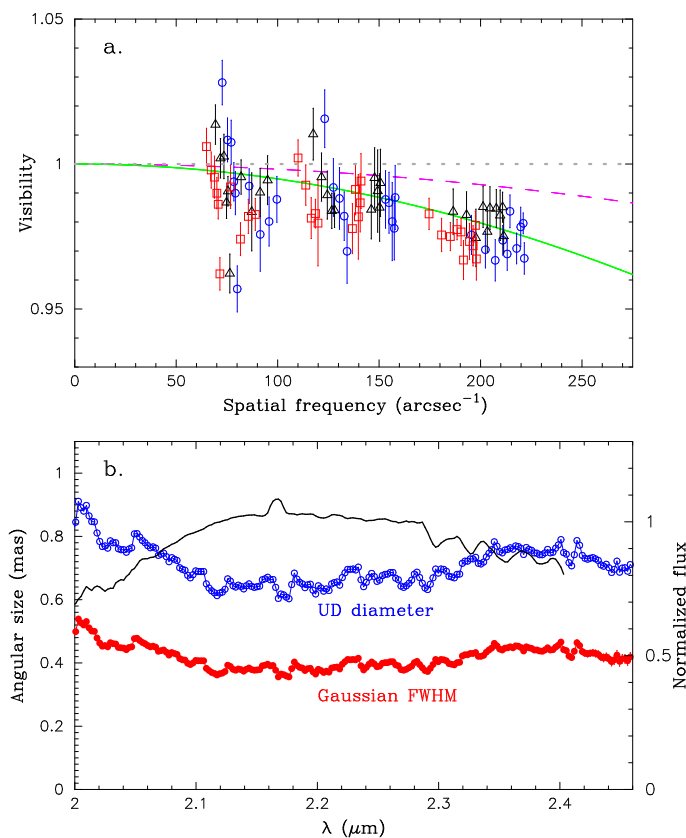 a.
1.05
1
0.95
Visibility
0 50 100 150 200 250
Spatial frequency (arcsec⁻¹)
b.
1
0.8
0.6
0.4
0.2
0
Angular size (mas)
1
0.5
0
Normalized flux
UD diameter
Gaussian FWHM
2 2.1 2.2 2.3 2.4
λ (μm)